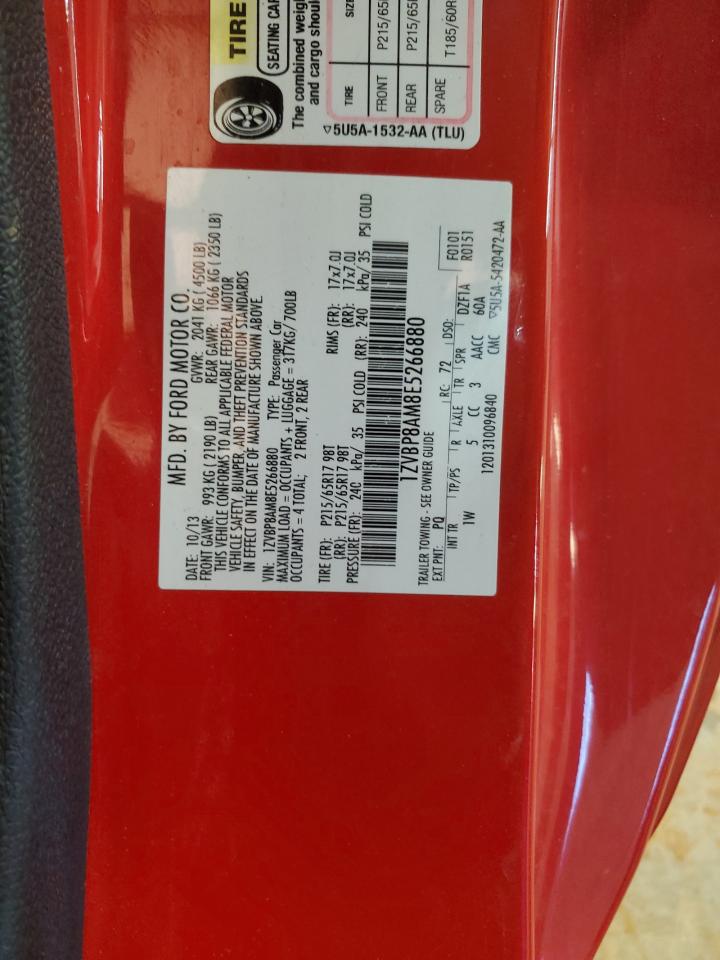 MFD. BY FORD MOTOR CO.
DATE: 10/13 GVWR: 2041 KG ( 4500 LB)
FRONT GAWR: 993 KG ( 2190 LB) REAR GAWR: 1066 KG ( 2350 LB)
THIS VEHICLE CONFORMS TO ALL APPLICABLE FEDERAL MOTOR
VEHICLE SAFETY, BUMPER, AND THEFT PREVENTION STANDARDS
IN EFFECT ON THE DATE OF MANUFACTURE SHOWN ABOVE.
VIN: 1ZVBP8AM8E5266880 TYPE: Passenger Car
MAXIMUM LOAD = OCCUPANTS + LUGGAGE = 317KG/ 700LB
OCCUPANTS = 4 TOTAL; 2 FRONT, 2 REAR
TIRE (FR): P215/65R17 98T RIMS (FR): 17x7.0J
(RR): P215/65R17 98T (RR): 17x7.0J
PRESSURE (FR): 240 kPa/ 35 PSI COLD (RR): 240 kPa/ 35 PSI COLD
1ZVBP8AM8E5266880
TRAILER TOWING - SEE OWNER GUIDE
EXT PNT: PQ RC: 72 DSO: F0101
INT TR TP/PS R AXLE TR SPR DZF1A R0151
1W 5 CC 3 AACC 60A
1201310096840 CMC ▽5U5A-5420472-AA
TIRE
SEATING CAP
The combined weigh
and cargo shoul
TIRE SIZE
FRONT P215/65
REAR P215/65
SPARE T185/60R
▽5U5A-1532-AA (TLU)